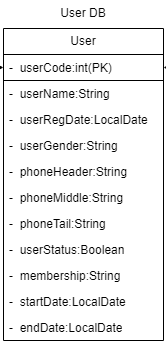 User DB
User
- userCode:int(PK)
- userName:String
- userRegDate:LocalDate
- userGender:String
- phoneHeader:String
- phoneMiddle:String
- phoneTail:String
- userStatus:Boolean
- membership:String
- startDate:LocalDate
- endDate:LocalDate